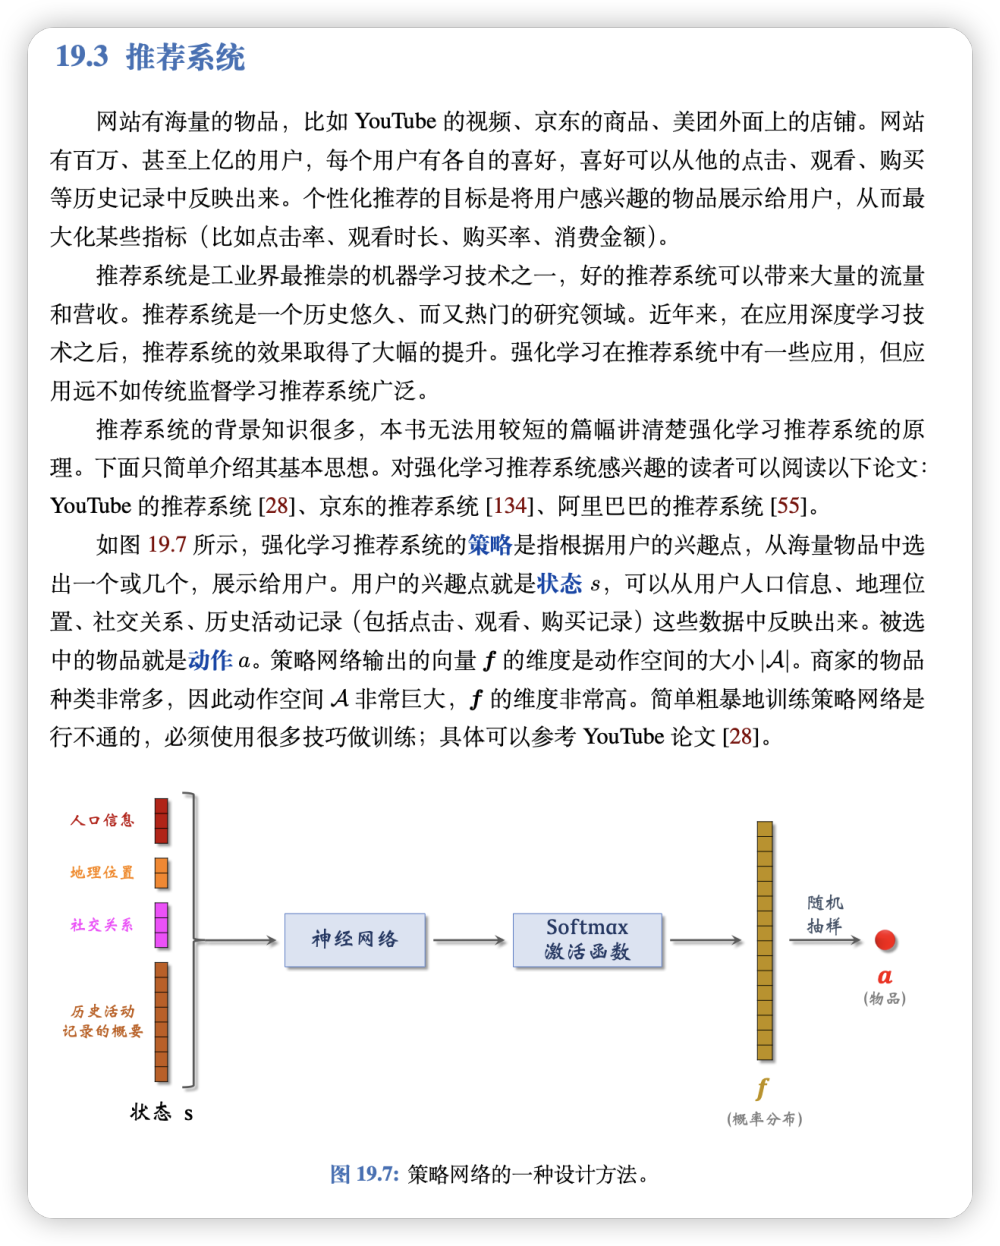 19.3 推荐系统
网站有海量的物品，比如 YouTube 的视频、京东的商品、美团外面上的店铺。网站
有百万、甚至上亿的用户，每个用户有各自的喜好，喜好可以从他的点击、观看、购买
等历史记录中反映出来。个性化推荐的目标是将用户感兴趣的物品展示给用户，从而最
大化某些指标（比如点击率、观看时长、购买率、消费金额）。
推荐系统是工业界最推崇的机器学习技术之一，好的推荐系统可以带来大量的流量
和营收。推荐系统是一个历史悠久、而又热门的研究领域。近年来，在应用深度学习技
术之后，推荐系统的效果取得了大幅的提升。强化学习在推荐系统中有一些应用，但应
用远不如传统监督学习推荐系统广泛。
推荐系统的背景知识很多，本书无法用较短的篇幅讲清楚强化学习推荐系统的原
理。下面只简单介绍其基本思想。对强化学习推荐系统感兴趣的读者可以阅读以下论文：
YouTube 的推荐系统 [28]、京东的推荐系统 [134]、阿里巴巴的推荐系统 [55]。
如图 19.7 所示，强化学习推荐系统的策略是指根据用户的兴趣点，从海量物品中选
出一个或几个，展示给用户。用户的兴趣点就是状态 s，可以从用户人口信息、地理位
置、社交关系、历史活动记录（包括点击、观看、购买记录）这些数据中反映出来。被选
中的物品就是动作 a。策略网络输出的向量 f 的维度是动作空间的大小 |A|。商家的物品
种类非常多，因此动作空间 A 非常巨大，f 的维度非常高。简单粗暴地训练策略网络是
行不通的，必须使用很多技巧做训练；具体可以参考 YouTube 论文 [28]。
人口信息
地理位置
社交关系
历史活动
记录的概要
状态 s
神经网络
Softmax
激活函数
f
(概率分布)
随机
抽样
a
(物品)
图 19.7: 策略网络的一种设计方法。